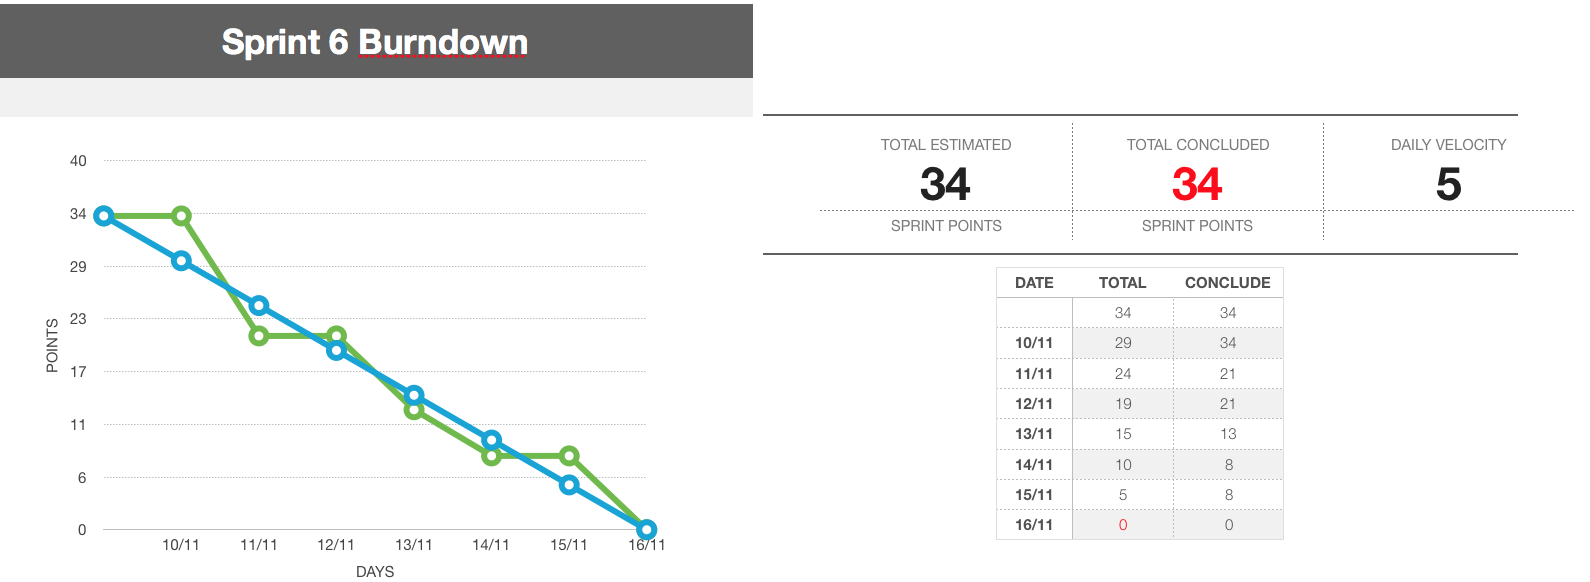 Sprint 6 Burndown
40
34
29
23
17
11
6
0
POINTS
10/11 11/11 12/11 13/11 14/11 15/11 16/11
DAYS
TOTAL ESTIMATED TOTAL CONCLUDED DAILY VELOCITY
34 34 5
SPRINT POINTS SPRINT POINTS
DATE TOTAL CONCLUDE
34 34
10/11 29 34
11/11 24 21
12/11 19 21
13/11 15 13
14/11 10 8
15/11 5 8
16/11 0 0